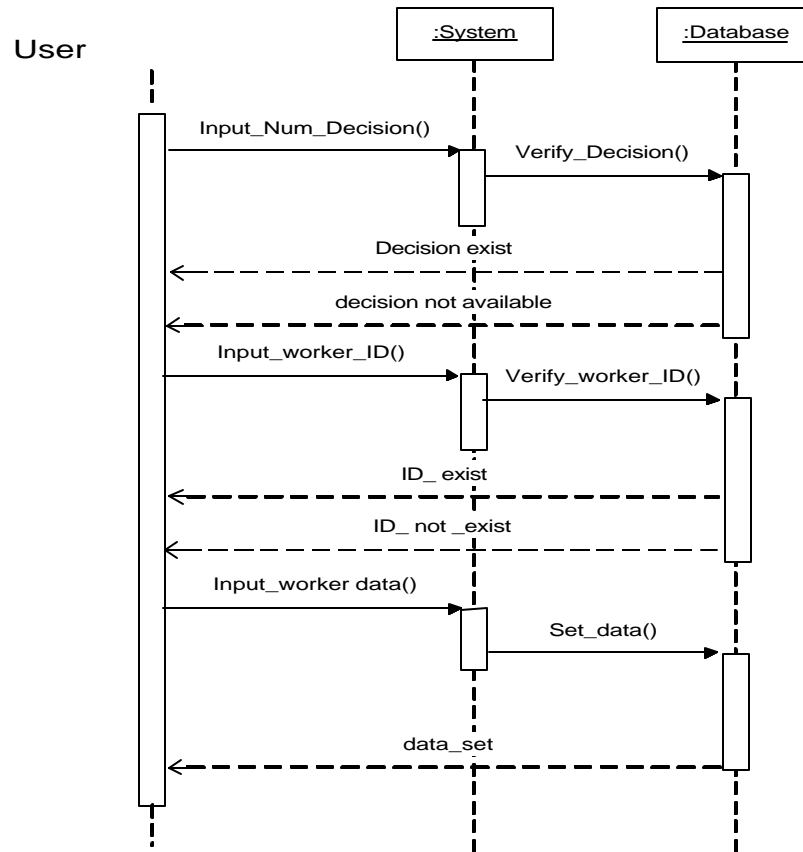 User
:System
:Database
Input_Num_Decision()
Verify_Decision()
Decision exist
decision not available
Input_worker_ID()
Verify_worker_ID()
ID_ exist
ID_ not _exist
Input_worker data()
Set_data()
data_set